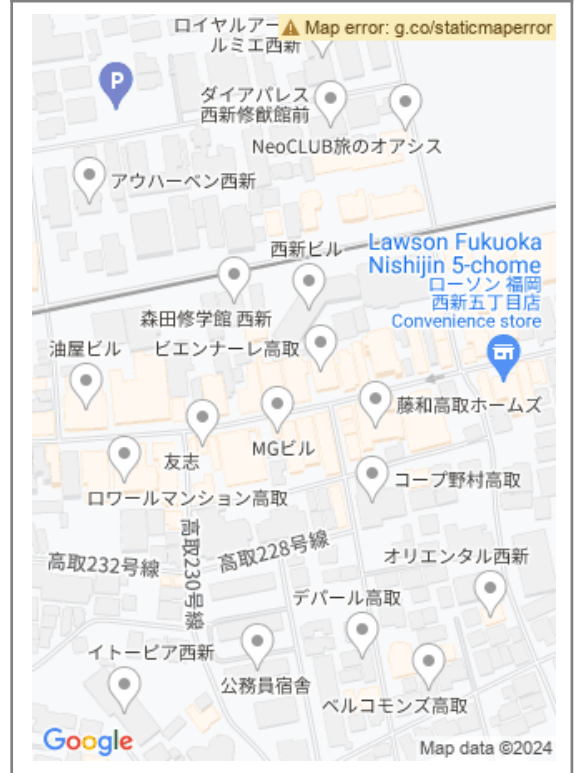 ロイヤルアー
ルミエ西新
Map error: g.co/staticmaperror
P
ダイアパレス
西新修猷館前
NeoCLUB旅のオアシス
アウハーベン西新
西新ビル
Lawson Fukuoka
Nishijin 5-chome
ローソン 福岡
西新五丁目店
Convenience store
森田修学館 西新
油屋ビル
ビエンナーレ高取
藤和高取ホームズ
MGビル
友志
コープ野村高取
ロワールマンション高取
高取228号線
高取232号線
高取230号線
オリエンタル西新
デパール高取
イトーピア西新
公務員宿舎
ベルコモンズ高取
Google
Map data ©2024